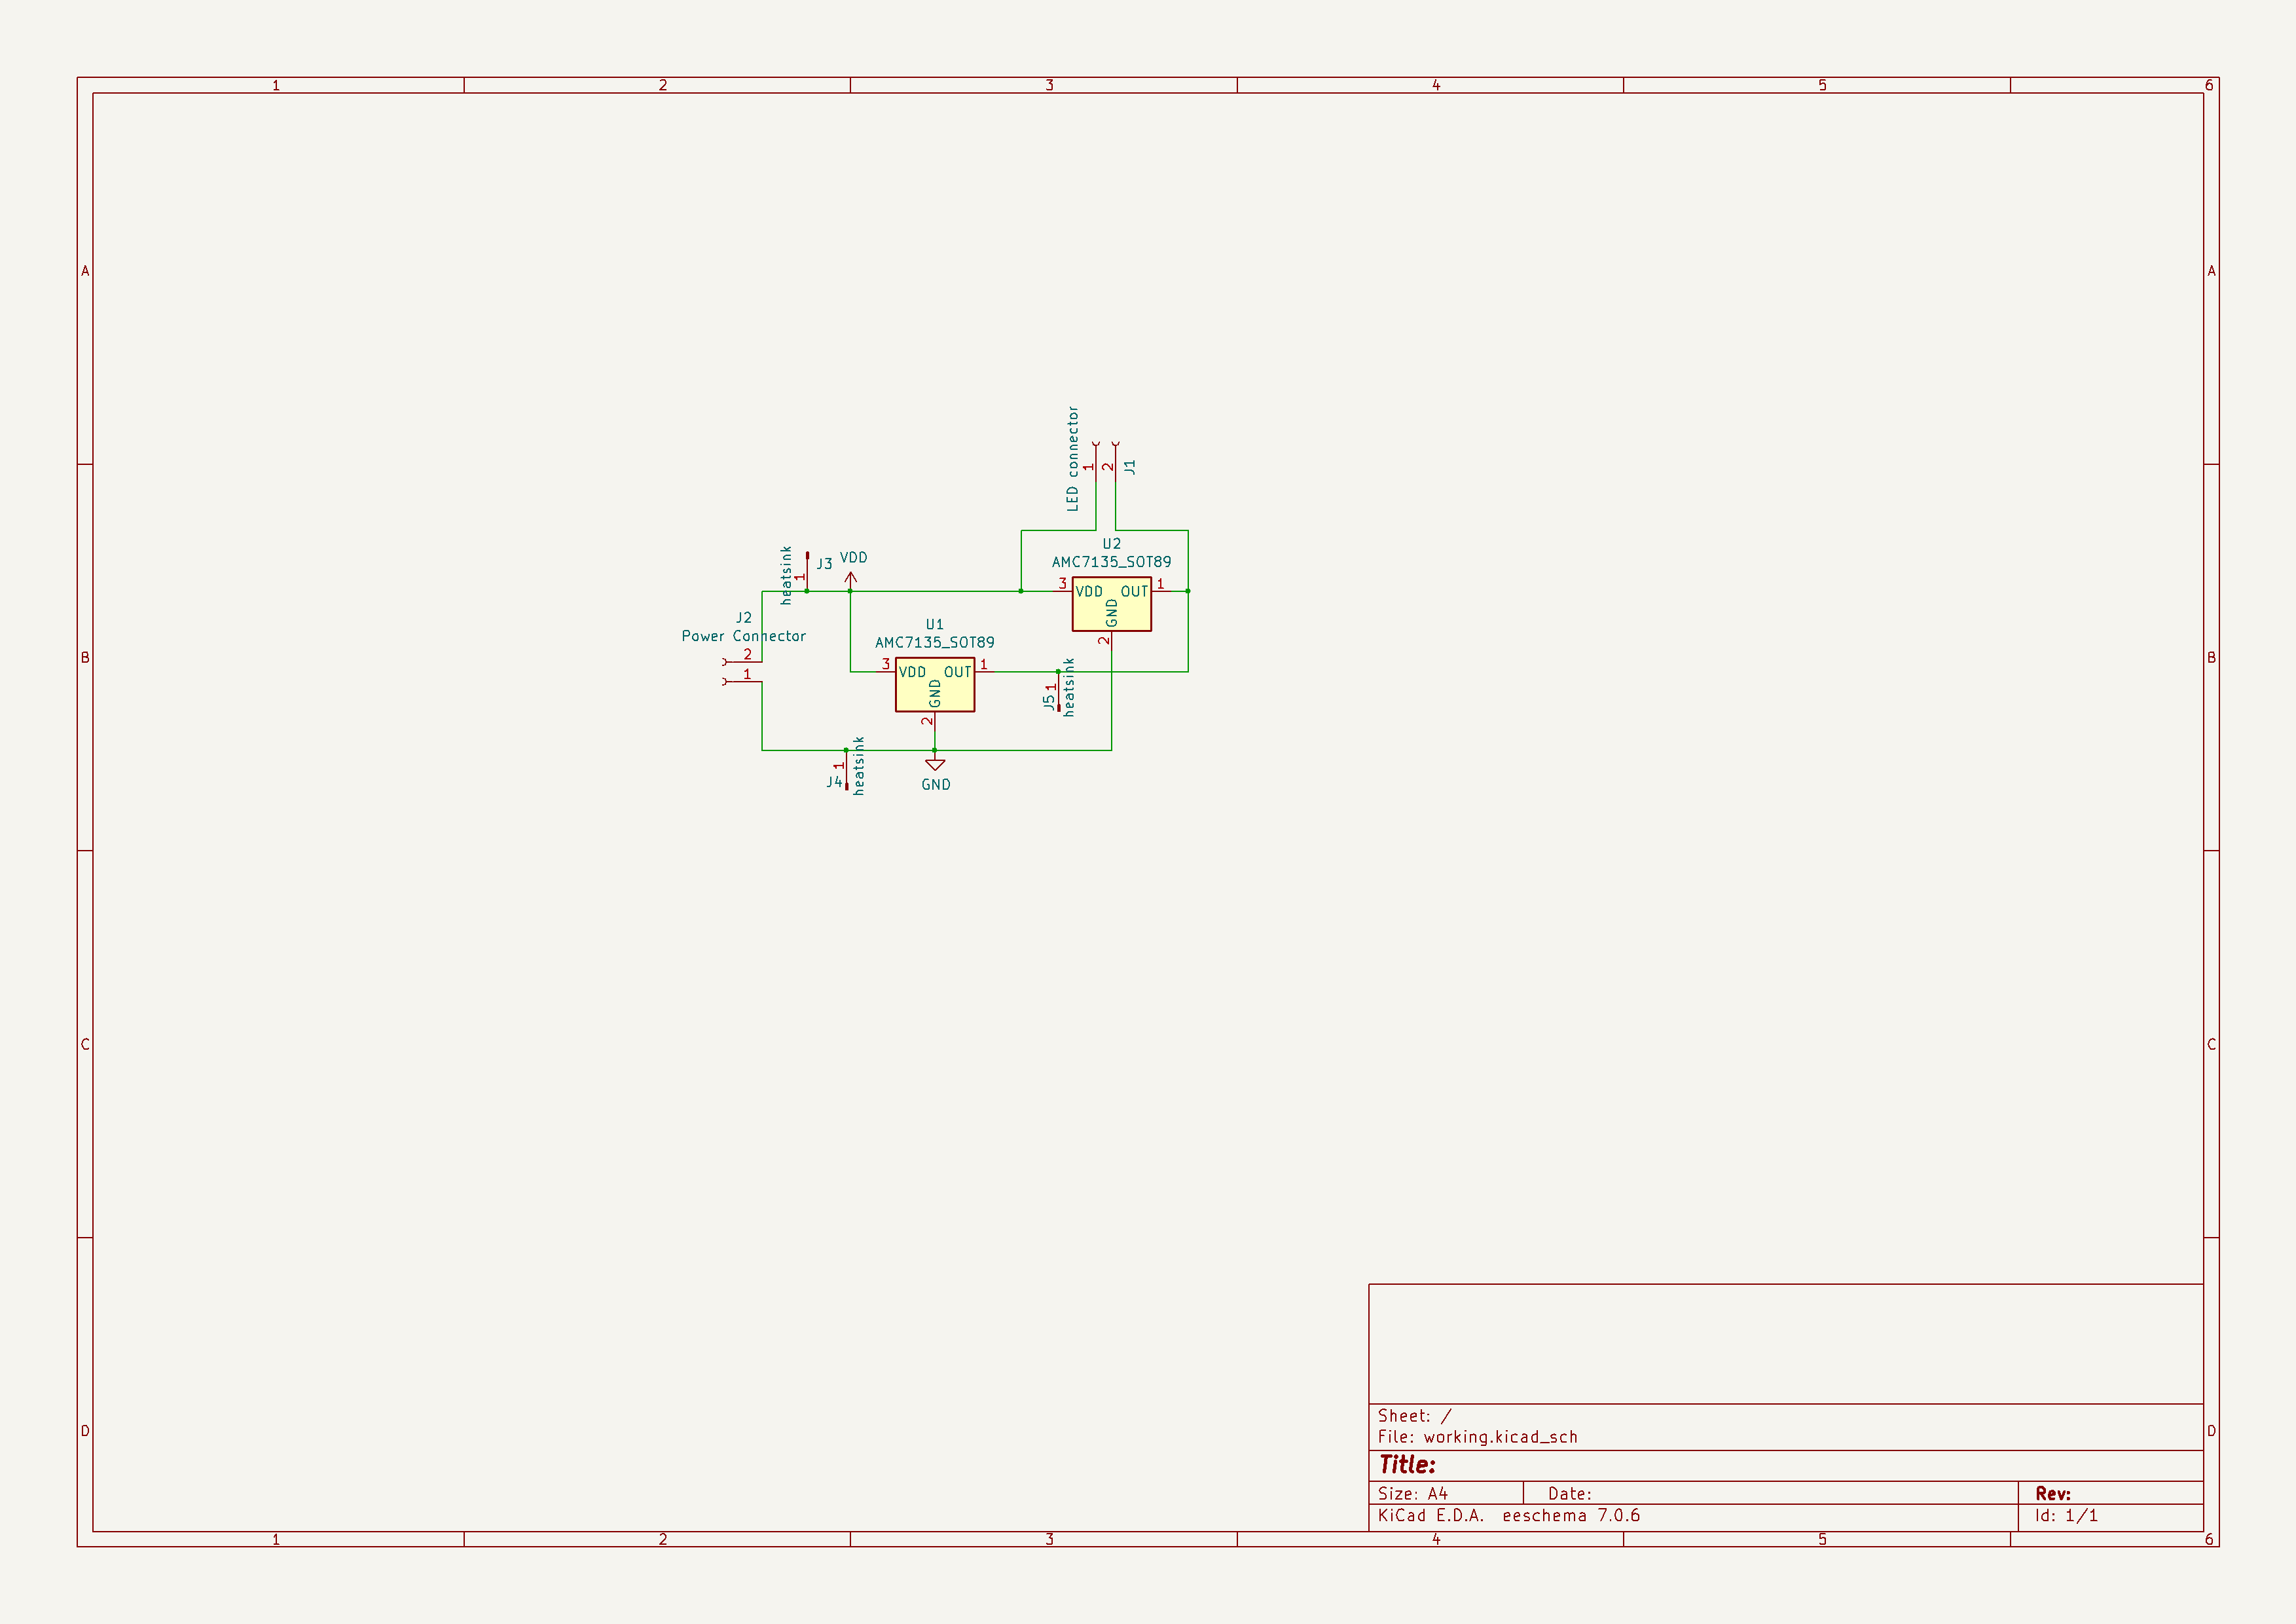 1 2 3 4 5 6
A A
LED connector
1
2
J1
U2
AMC7135_SOT89
heatsink
1
J3
VDD
3
VDD OUT
1
GND
2
J2
Power Connector
2
1
U1
AMC7135_SOT89
3
VDD OUT
1
GND
2
J5
1
heatsink
B B
J4
1
heatsink
GND
C C
Sheet: /
File: working.kicad_sch
D D
Title:
Size: A4 Date: Rev:
KiCad E.D.A. eeschema 7.0.6 Id: 1/1
1 2 3 4 5 6